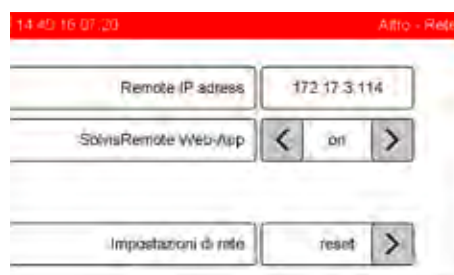 14:49 16.07.20 Altro - Rete
Remote IP adress 172.17.3.114
SolvisRemote Web-App on
Impostazioni di rete reset